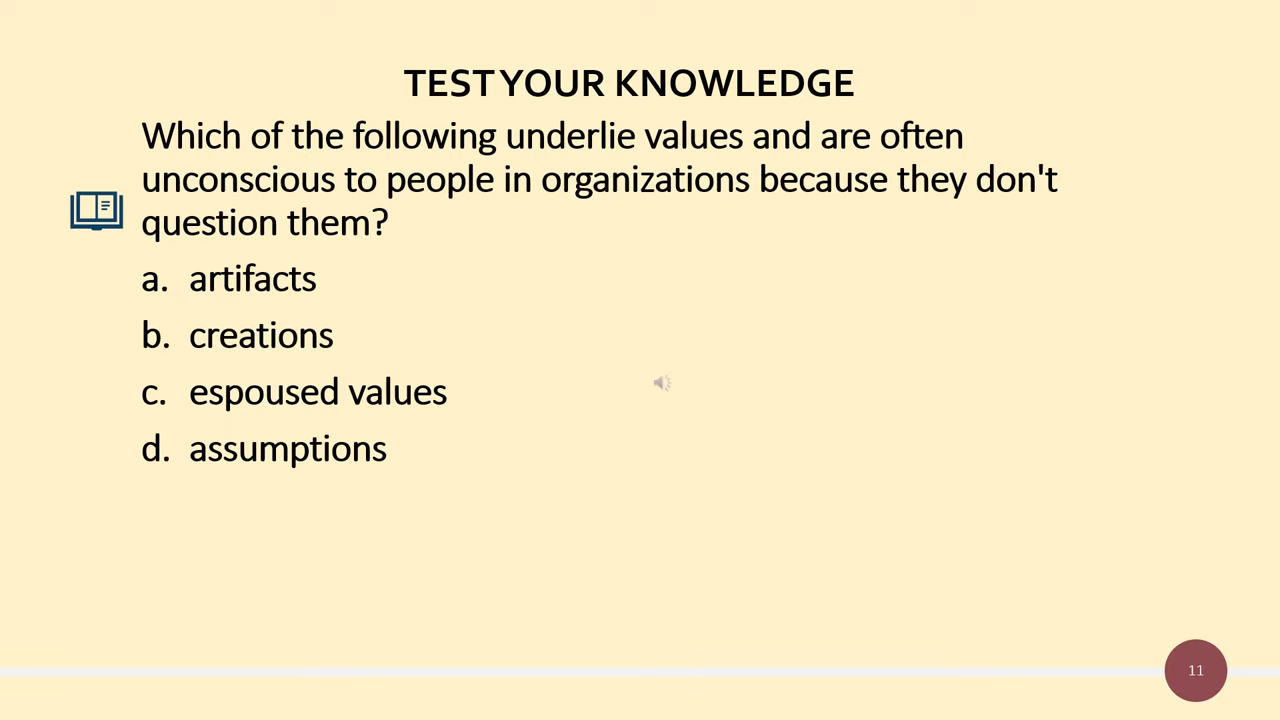 TEST YOUR KNOWLEDGE
Which of the following underlie values and are often
unconscious to people in organizations because they don't
question them?
a. artifacts
b. creations
c. espoused values
d. assumptions
11